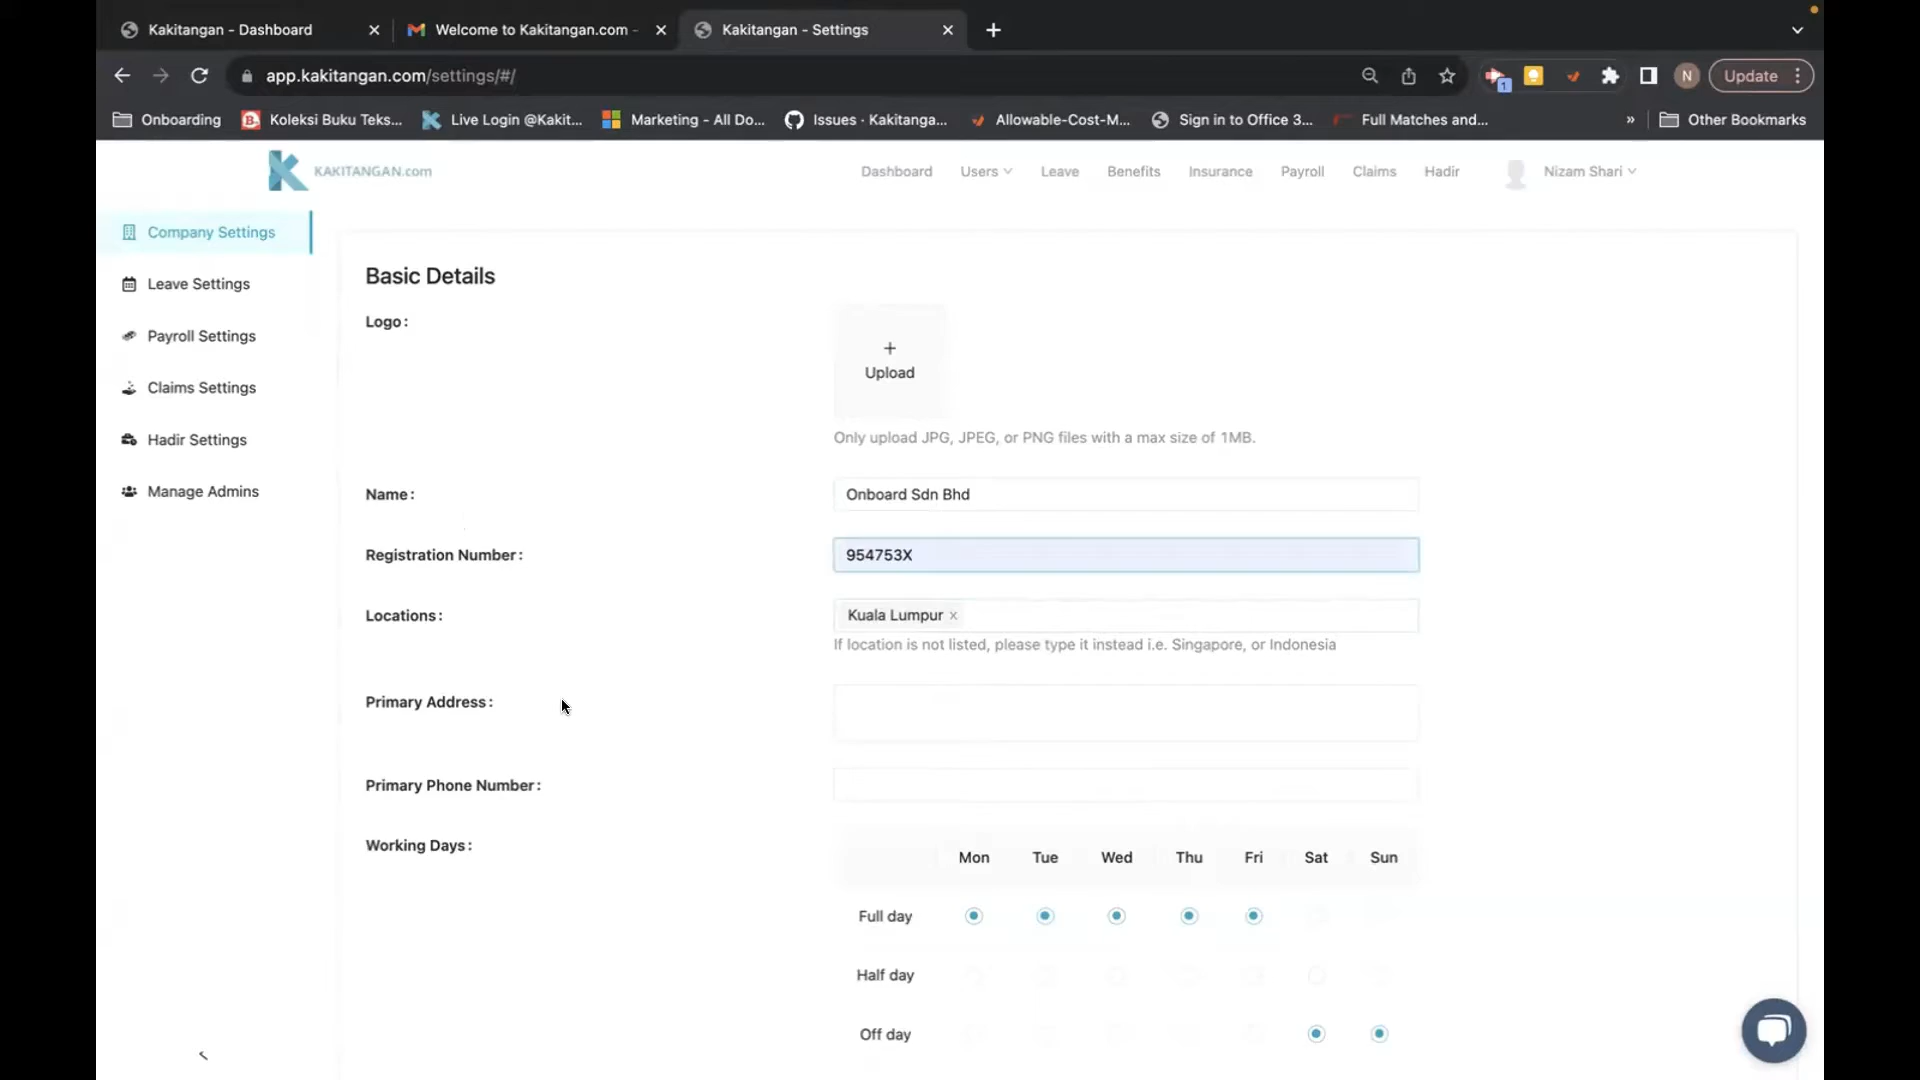 Kakitangan - Dashboard
Welcome to Kakitangan.com -
Kakitangan - Settings
app.kakitangan.com/settings/#/
1
N
Update
Onboarding
Koleksi Buku Teks...
Live Login @Kakit...
Marketing - All Do...
Issues · Kakitanga...
Allowable-Cost-M...
Sign in to Office 3...
Full Matches and...
»
Other Bookmarks
KAKITANGAN.com
Dashboard
Users
Leave
Benefits
Insurance
Payroll
Claims
Hadir
Nizam Shari
Company Settings
Leave Settings
Payroll Settings
Claims Settings
Hadir Settings
Manage Admins
Basic Details
Logo :
+
Upload
Only upload JPG, JPEG, or PNG files with a max size of 1MB.
Name :
Onboard Sdn Bhd
Registration Number :
954753X
Locations :
Kuala Lumpur ×
If location is not listed, please type it instead i.e. Singapore, or Indonesia
Primary Address :
Primary Phone Number :
Working Days :
Mon Tue Wed Thu Fri Sat Sun
Full day
Half day
Off day